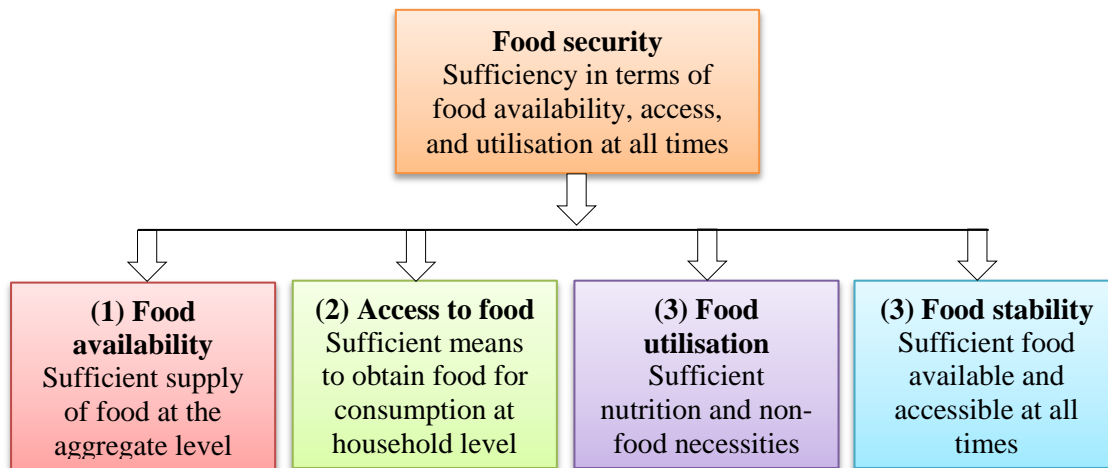 Food security
Sufficiency in terms of
food availability, access,
and utilisation at all times
(1) Food
availability
Sufficient supply
of food at the
aggregate level
(2) Access to food
Sufficient means
to obtain food for
consumption at
household level
(3) Food
utilisation
Sufficient
nutrition and non-
food necessities
(3) Food stability
Sufficient food
available and
accessible at all
times